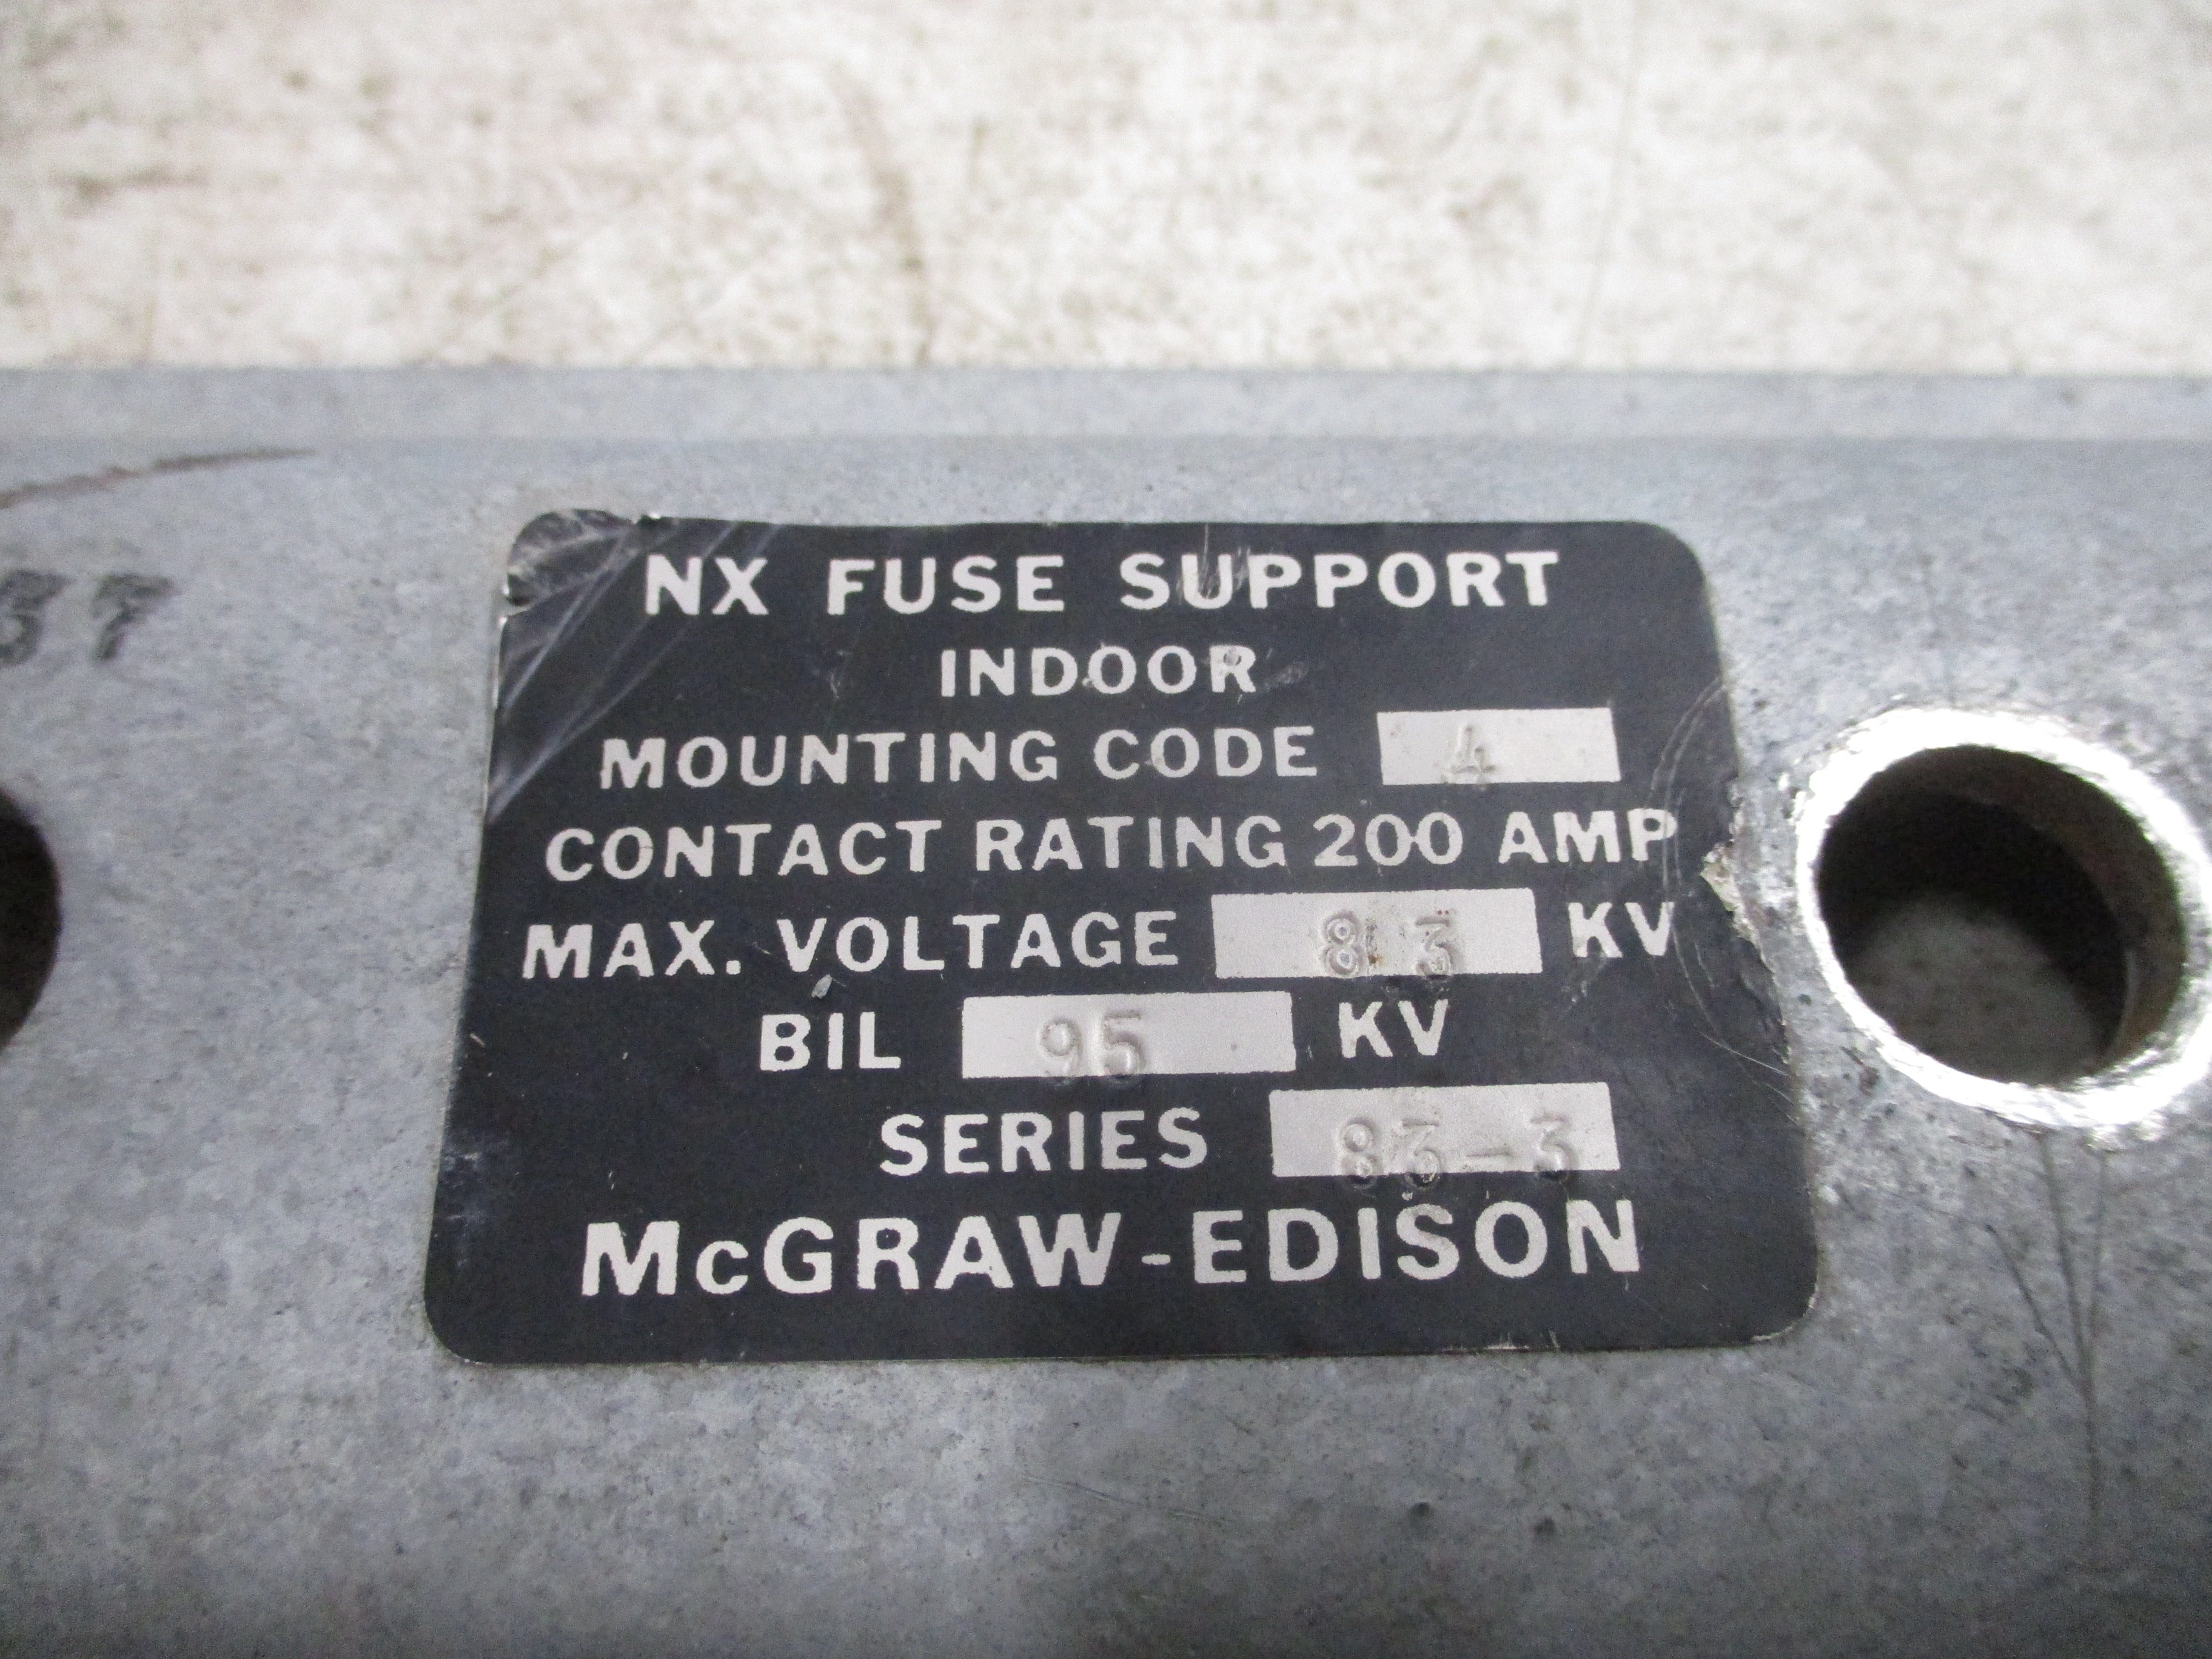 37
NX FUSE SUPPORT
INDOOR
MOUNTING CODE 4
CONTACT RATING 200 AMP
MAX. VOLTAGE 8.3 KV
BIL 95 KV
SERIES 83-3
McGRAW-EDISON